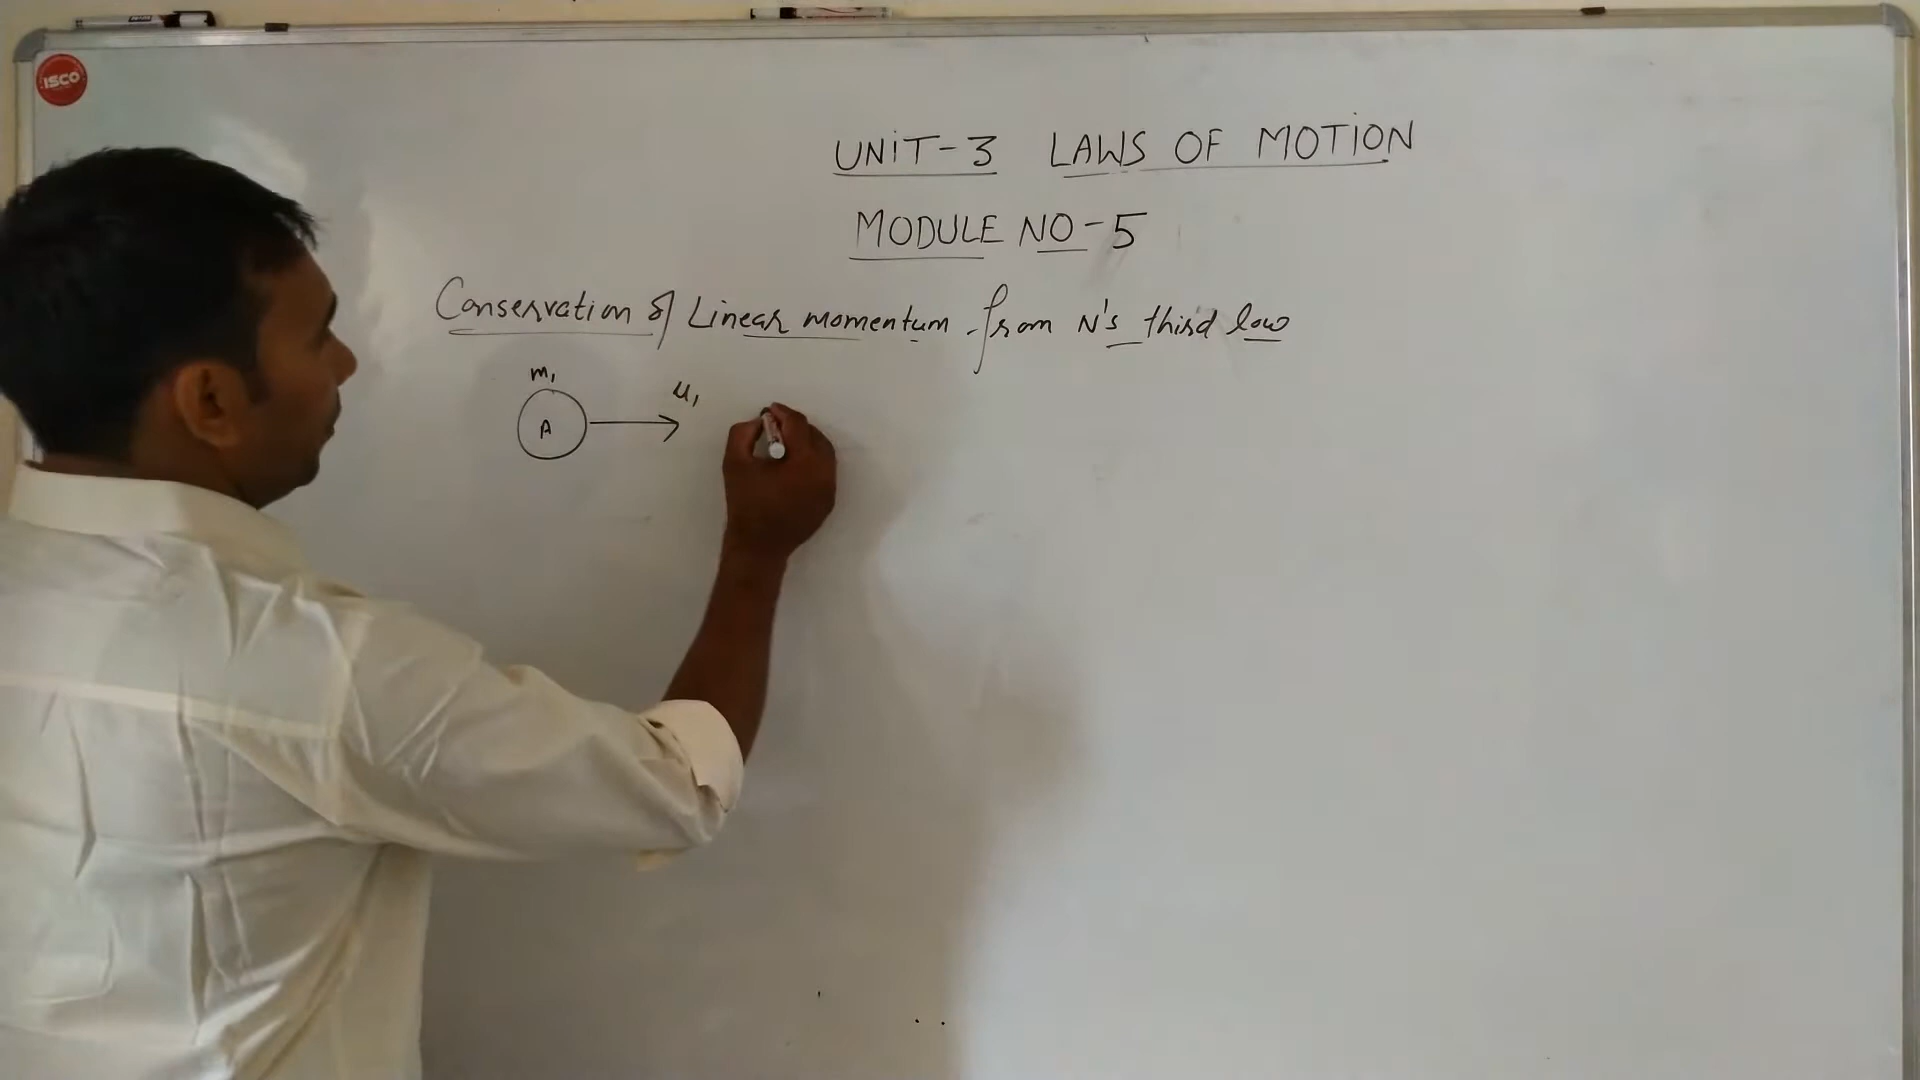 ISCO
UNIT-3 LAWS OF MOTION
MODULE NO-5
Conservation of Linear momentum from N's third law
m₁
u₁
A